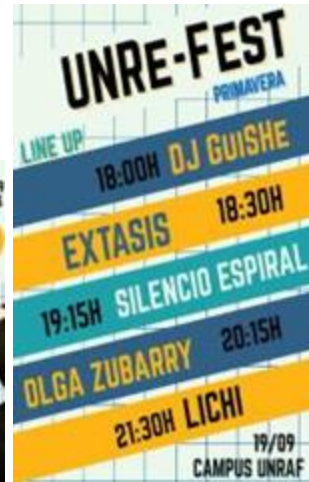 UNRE-FEST
PRIMAVERA
LINE UP
18:00H DJ GUiSHE
EXTASIS 18:30H
19:15H SILENCIO ESPIRAL
OLGA ZUBARRY 20:15H
21:30H LICHI
19/09
CAMPUS UNRAF